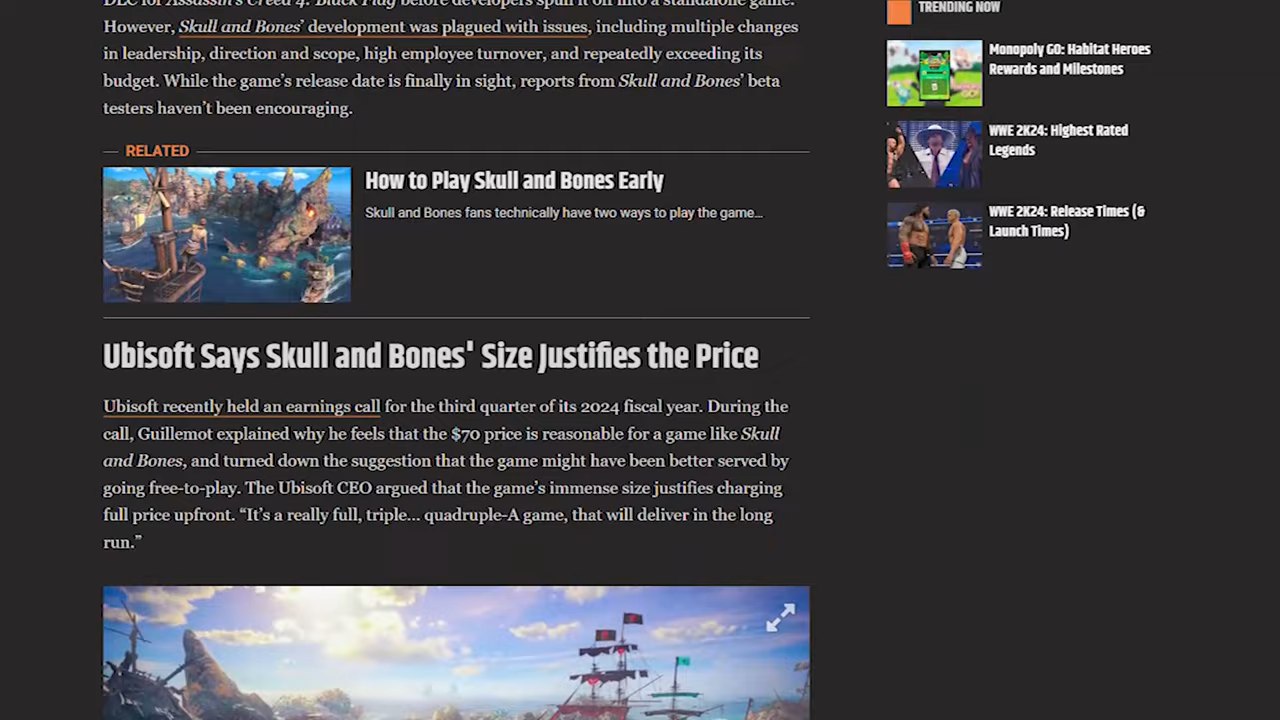 DLC for Assassin's Creed 4: Black Flag before developers spun it off into a standalone game.
However, Skull and Bones' development was plagued with issues, including multiple changes
in leadership, direction and scope, high employee turnover, and repeatedly exceeding its
budget. While the game's release date is finally in sight, reports from Skull and Bones' beta
testers haven't been encouraging.
RELATED
How to Play Skull and Bones Early
Skull and Bones fans technically have two ways to play the game...
Ubisoft Says Skull and Bones' Size Justifies the Price
Ubisoft recently held an earnings call for the third quarter of its 2024 fiscal year. During the
call, Guillemot explained why he feels that the $70 price is reasonable for a game like Skull
and Bones, and turned down the suggestion that the game might have been better served by
going free-to-play. The Ubisoft CEO argued that the game's immense size justifies charging
full price upfront. “It's a really full, triple... quadruple-A game, that will deliver in the long
run.”
TRENDING NOW
Monopoly GO: Habitat Heroes
Rewards and Milestones
WWE 2K24: Highest Rated
Legends
WWE 2K24: Release Times (&
Launch Times)